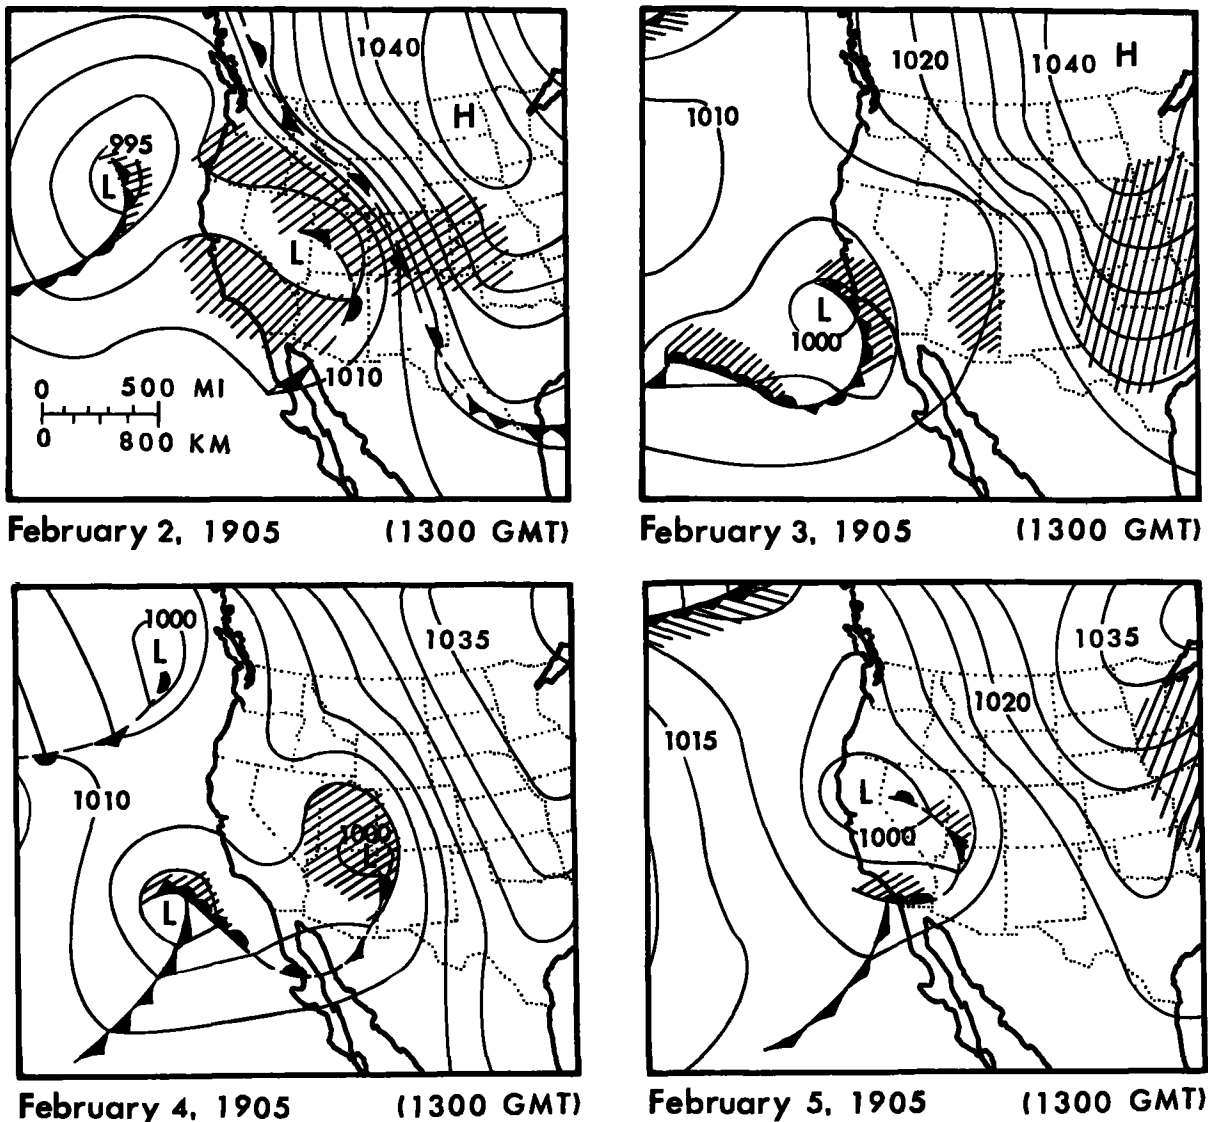 1040
H
995
L
L
1010
0 500 MI
0 800 KM
February 2, 1905 (1300 GMT)
1020
1040
H
1010
L
1000
February 3, 1905 (1300 GMT)
1000
L
1035
1010
1000
L
L
February 4, 1905 (1300 GMT)
1035
1020
1015
L
1000
February 5, 1905 (1300 GMT)